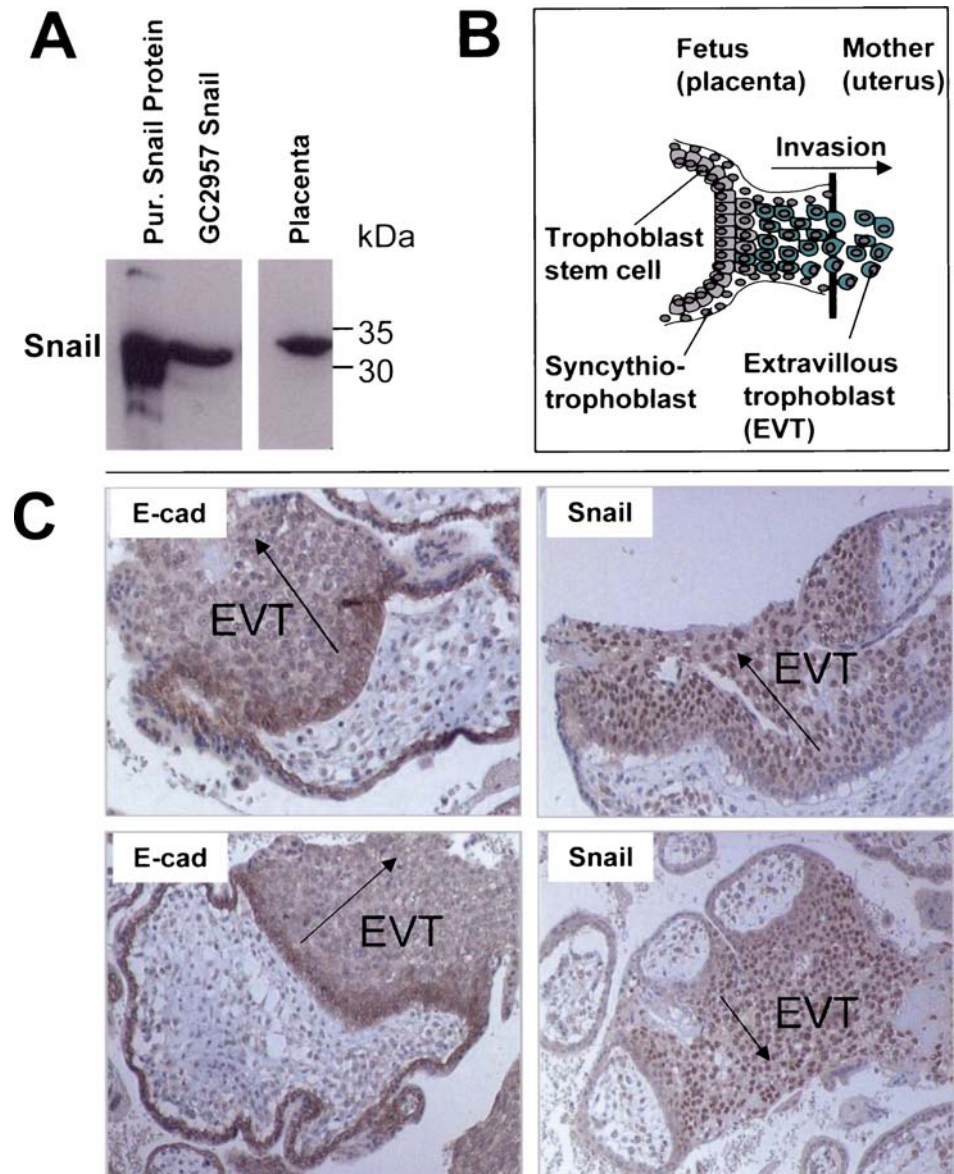 A
Pur. Snail Protein
GC2957 Snail
Placenta
kDa
Snail
35
30
B
Fetus
(placenta)
Mother
(uterus)
Invasion
Trophoblast
stem cell
Syncythio-
trophoblast
Extravillous
trophoblast
(EVT)
C
E-cad
EVT
Snail
EVT
E-cad
EVT
Snail
EVT